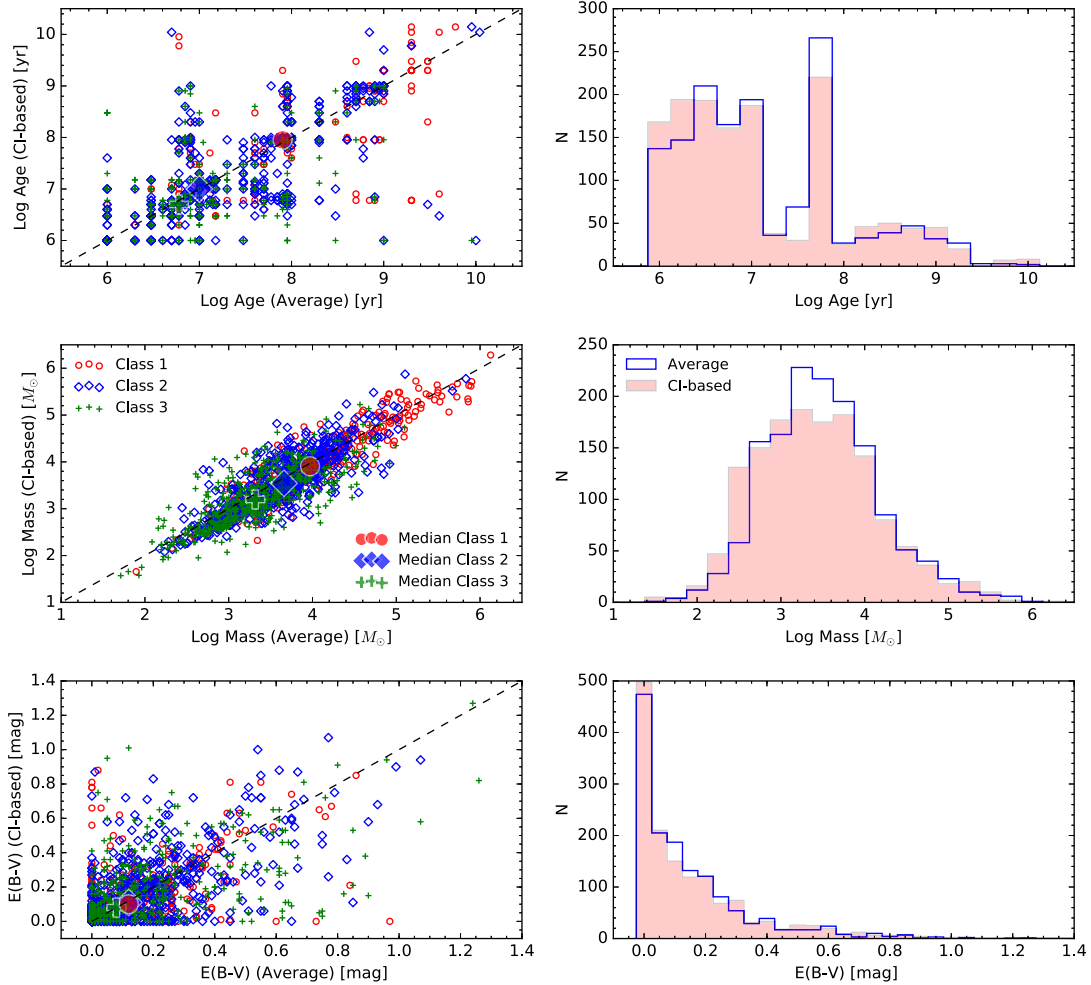 Log Age (CI-based) [yr]
10
9
8
7
6
6 7 8 9 10
Log Age (Average) [yr]
N
300
250
200
150
100
50
0
6 7 8 9 10
Log Age [yr]
Log Mass (CI-based) [M⊙]
6
5
4
3
2
1
Class 1
Class 2
Class 3
Median Class 1
Median Class 2
Median Class 3
1 2 3 4 5 6
Log Mass (Average) [M⊙]
N
250
200
150
100
50
0
Average
CI-based
1 2 3 4 5 6
Log Mass [M⊙]
E(B-V) (CI-based) [mag]
1.4
1.2
1.0
0.8
0.6
0.4
0.2
0.0
0.0 0.2 0.4 0.6 0.8 1.0 1.2 1.4
E(B-V) (Average) [mag]
N
500
400
300
200
100
0
0.0 0.2 0.4 0.6 0.8 1.0 1.2 1.4
E(B-V) [mag]